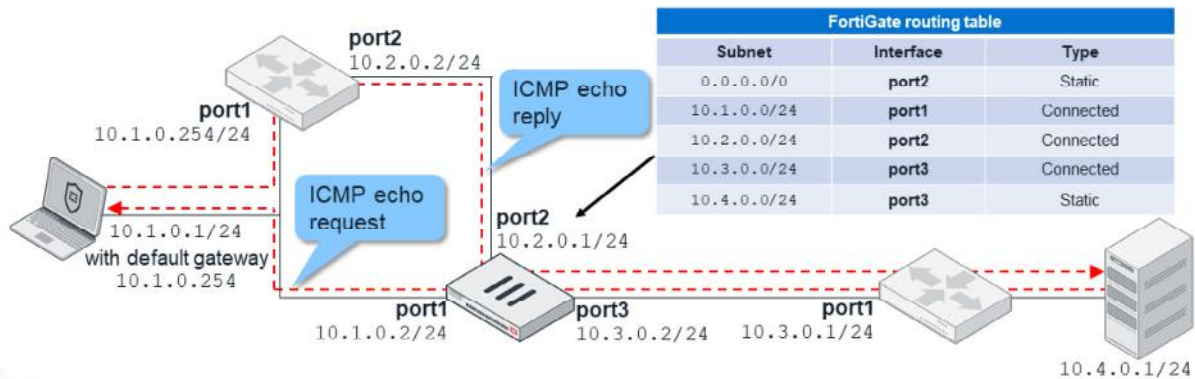 port2
10.2.0.2/24
port1
10.1.0.254/24
ICMP echo
reply
FortiGate routing table
Subnet Interface Type
0.0.0.0/0 port2 Static
10.1.0.0/24 port1 Connected
10.2.0.0/24 port2 Connected
10.3.0.0/24 port3 Connected
10.4.0.0/24 port3 Static
ICMP echo
request
10.1.0.1/24
with default gateway
10.1.0.254
port2
10.2.0.1/24
port1
10.1.0.2/24
port3
10.3.0.2/24
port1
10.3.0.1/24
10.4.0.1/24